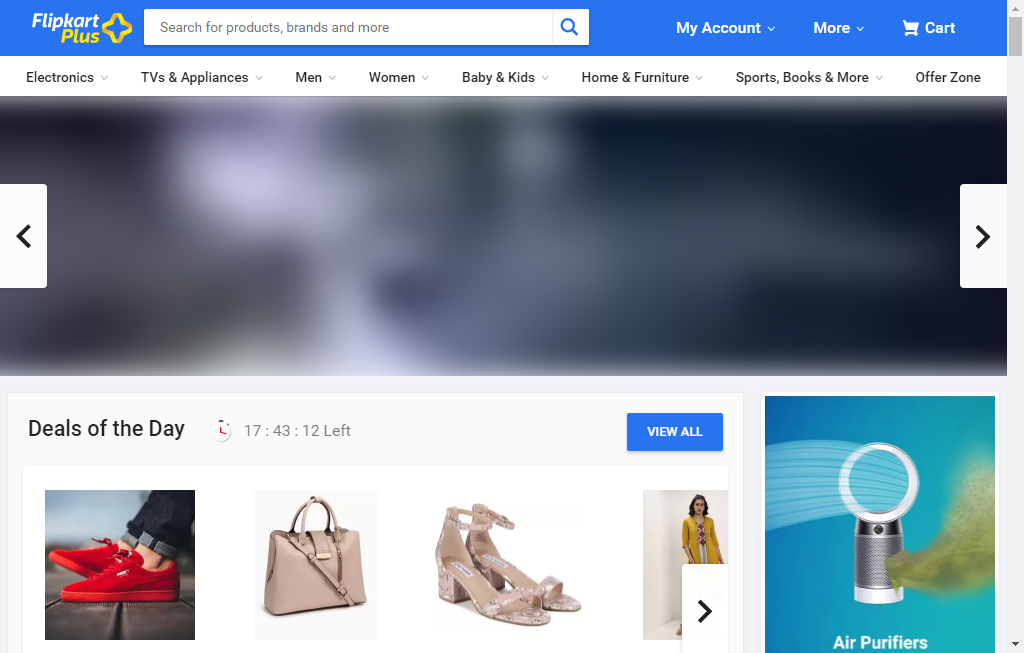 Flipkart
Plus
Search for products, brands and more
My Account
More
Cart
Electronics
TVs & Appliances
Men
Women
Baby & Kids
Home & Furniture
Sports, Books & More
Offer Zone
Deals of the Day
17 : 43 : 12 Left
VIEW ALL
Air Purifiers